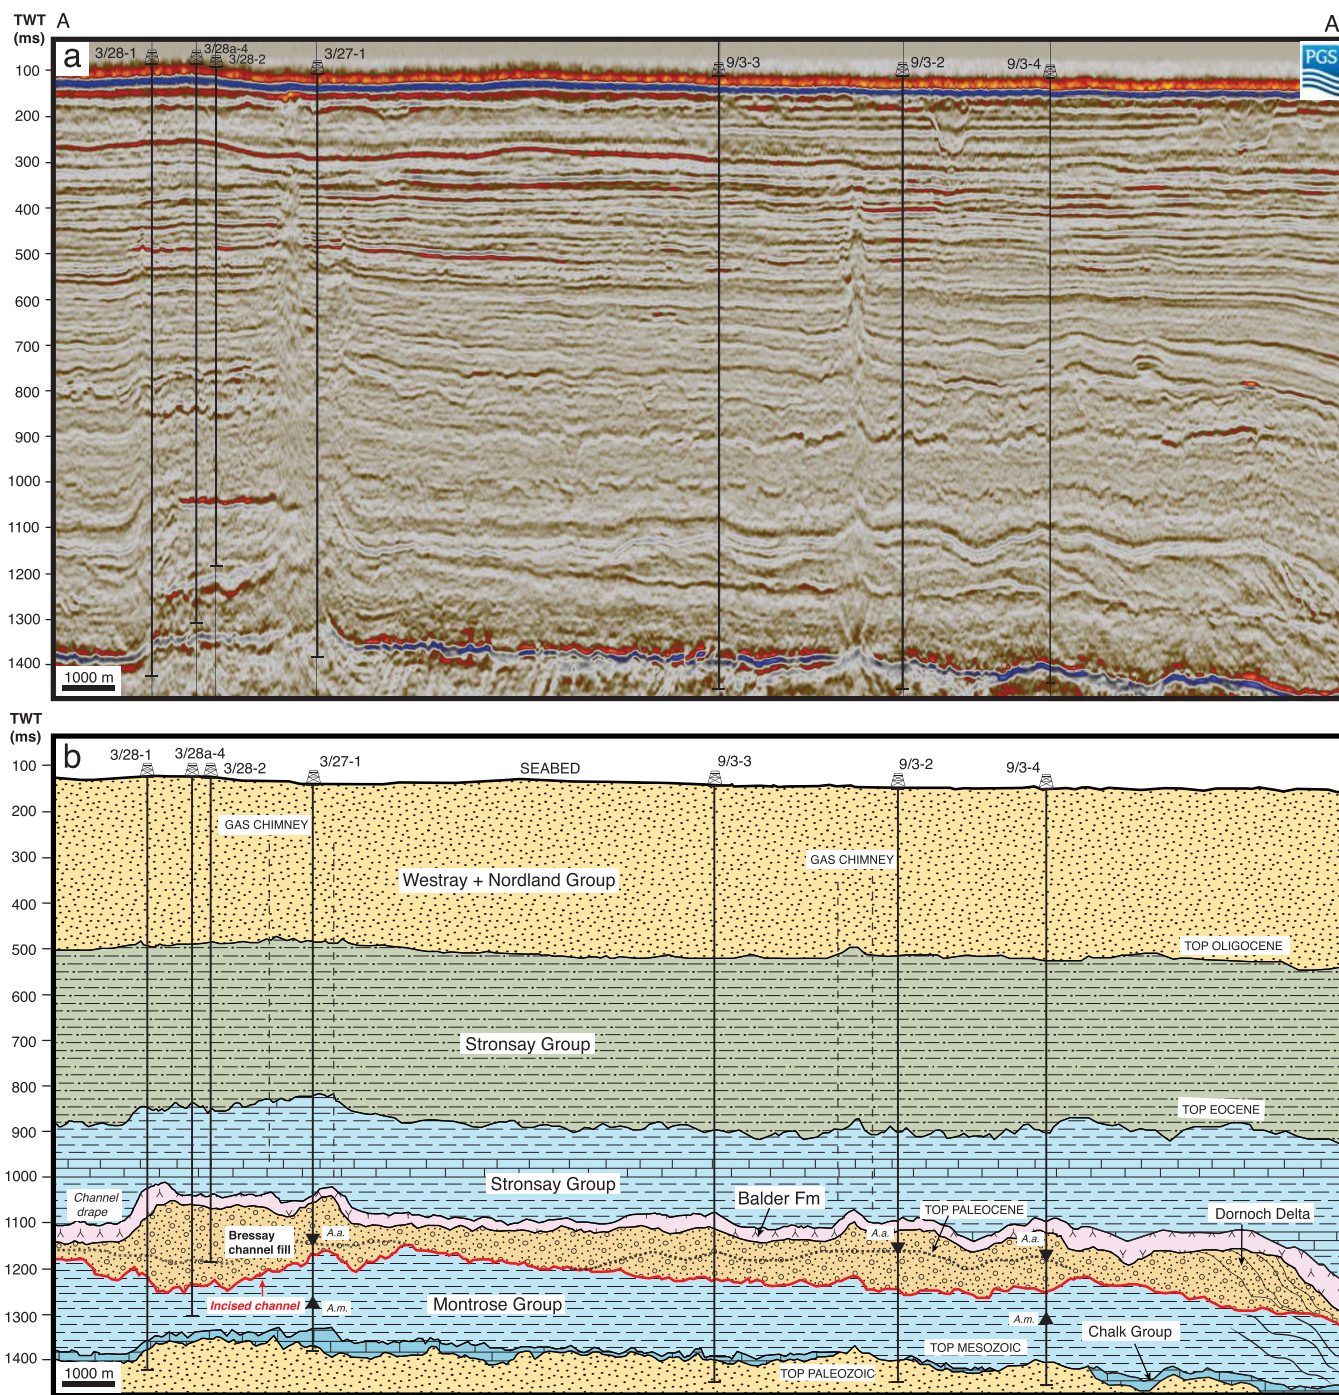 TWT
(ms)
A
A
a
3/28-1
3/28a-4
3/28-2
3/27-1
9/3-3
9/3-2
9/3-4
PGS
100
200
300
400
500
600
700
800
900
1000
1100
1200
1300
1400
1000 m
TWT
(ms)
b
3/28-1
3/28a-4
3/28-2
3/27-1
SEABED
9/3-3
9/3-2
9/3-4
100
200
300
400
500
600
700
800
900
1000
1100
1200
1300
1400
GAS CHIMNEY
GAS CHIMNEY
Westray + Nordland Group
TOP OLIGOCENE
Stronsay Group
TOP EOCENE
Stronsay Group
Channel
drape
Balder Fm
TOP PALEOCENE
Dornoch Delta
Bressay
channel fill
A.a.
A.a.
A.a.
Incised channel
A.m.
Montrose Group
A.m.
Chalk Group
TOP MESOZOIC
TOP PALEOZOIC
1000 m